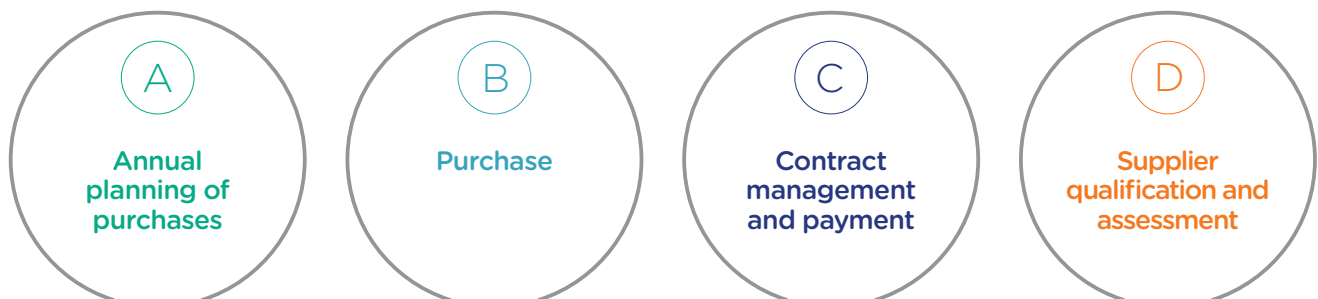 A
Annual
planning of
purchases
B
Purchase
C
Contract
management
and payment
D
Supplier
qualification and
assessment